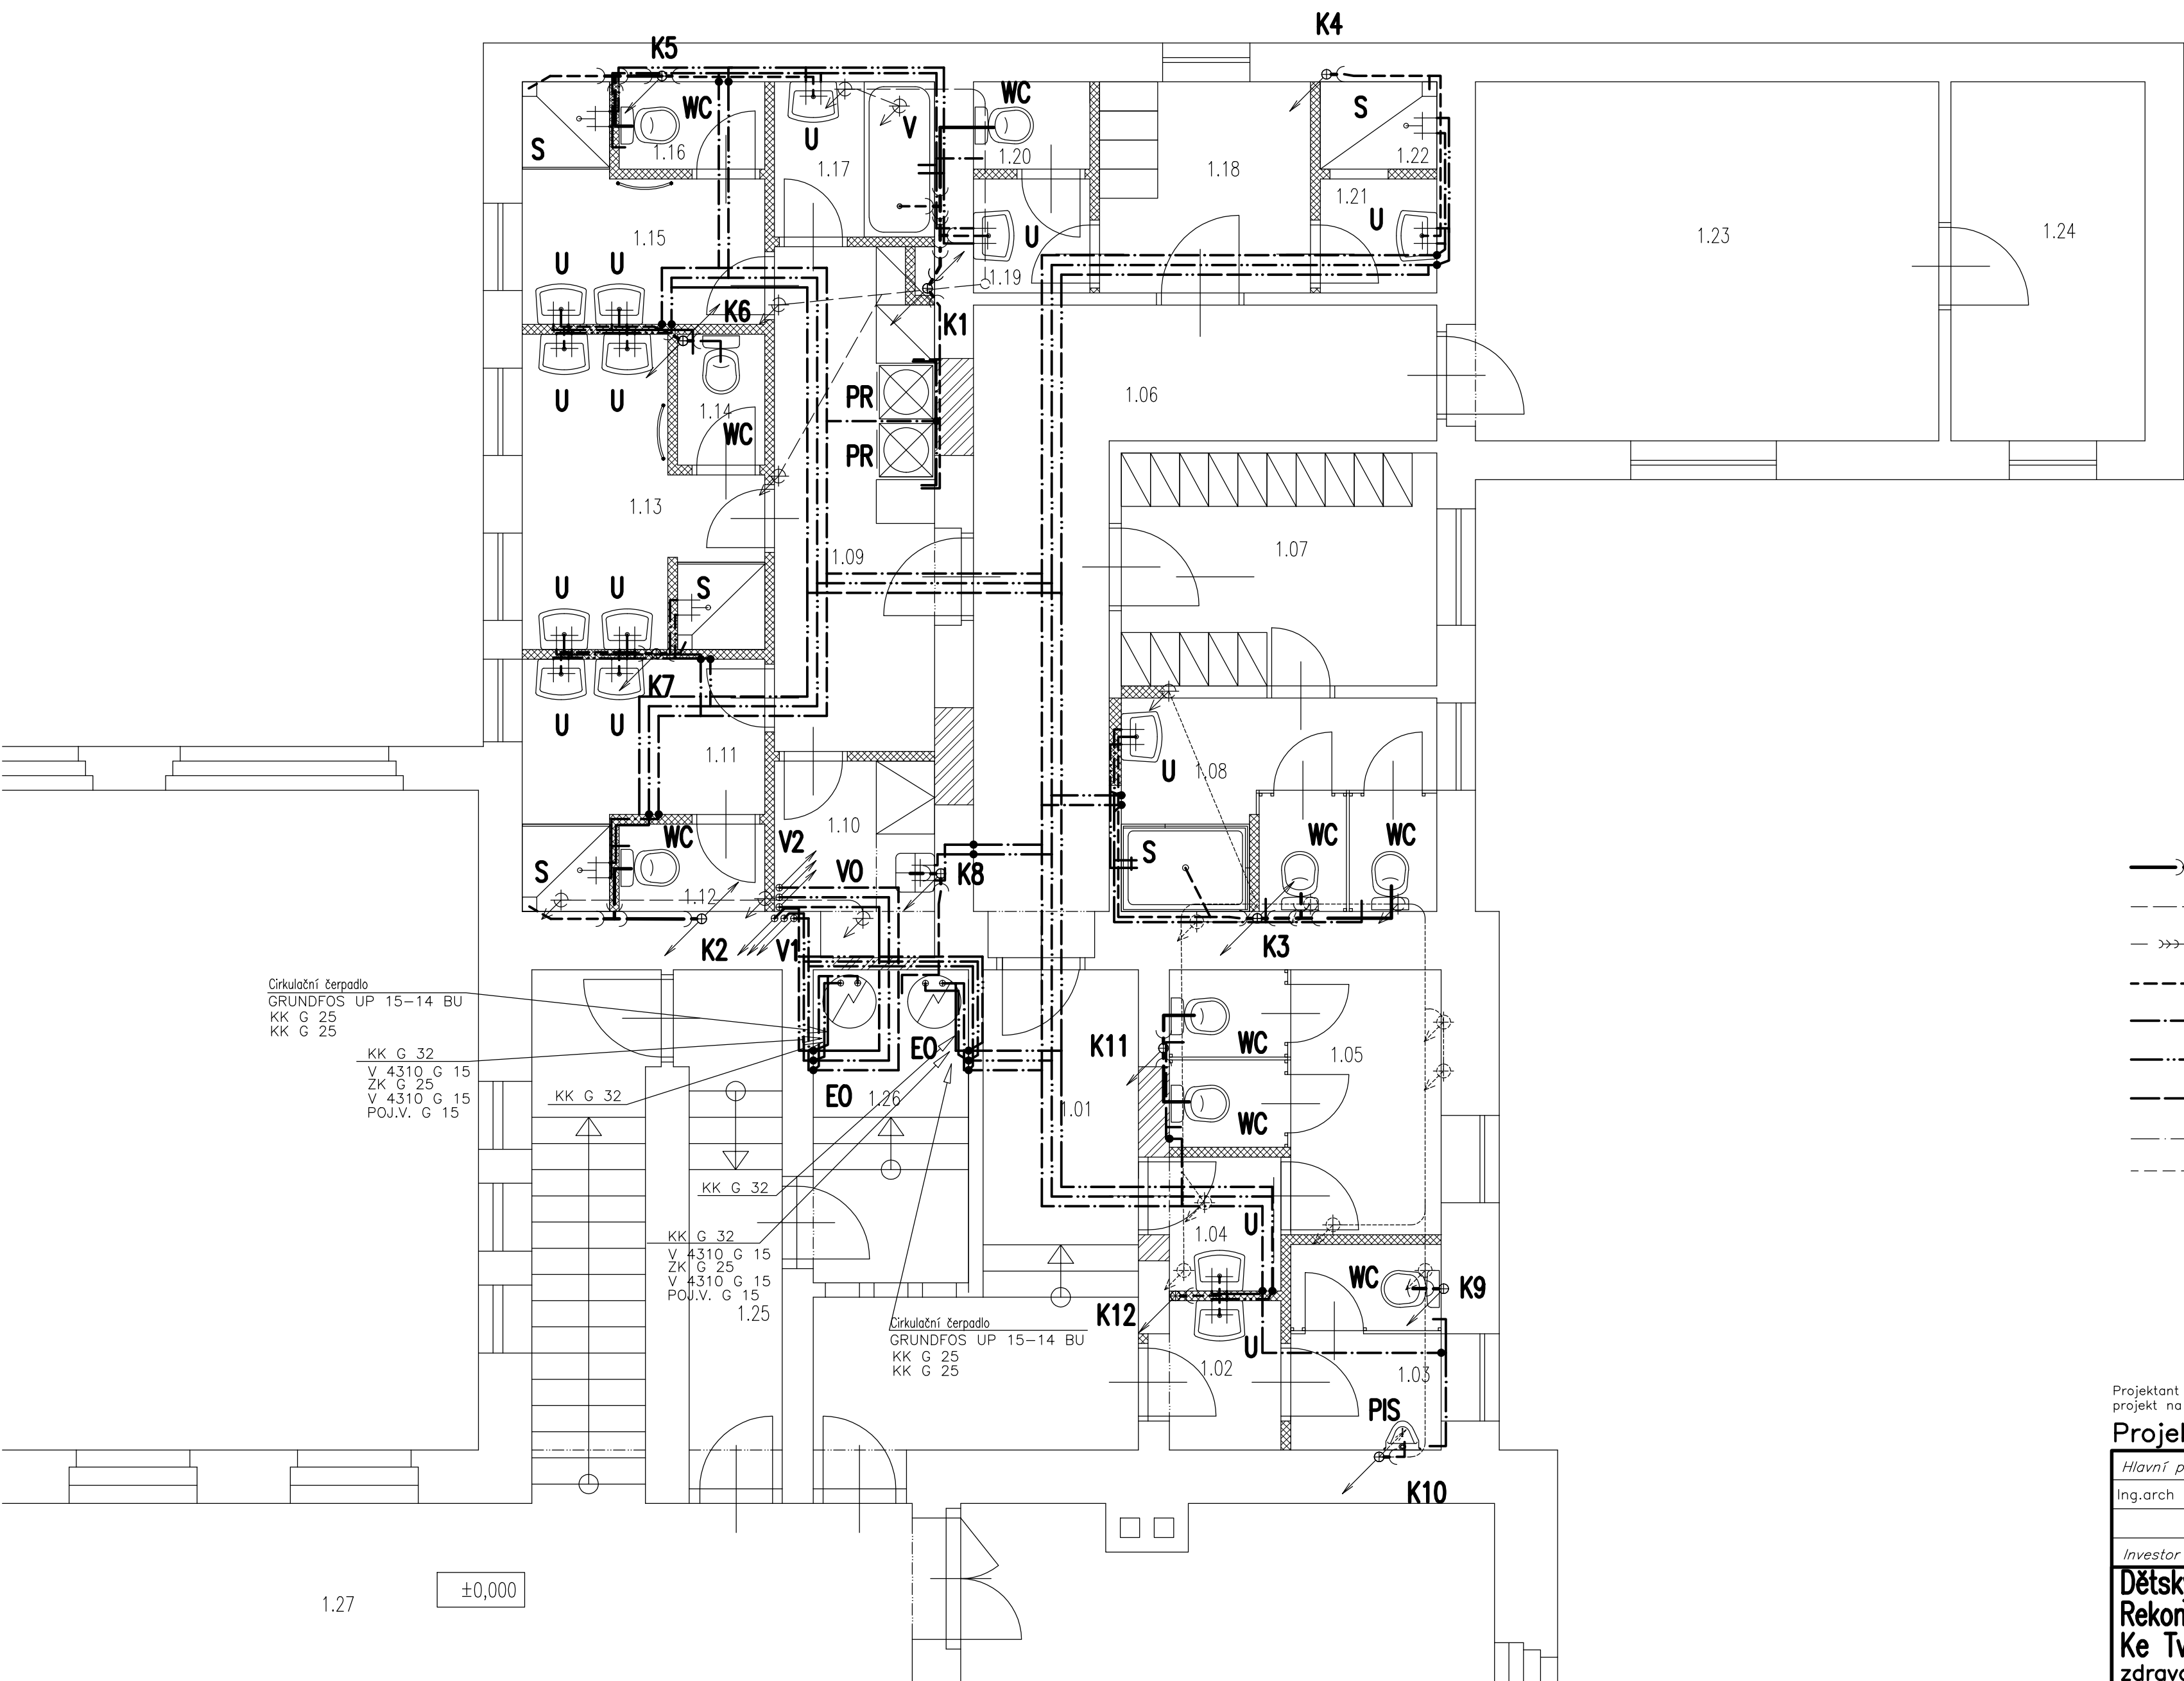 K4
K5
WC
WC
S
U
V
S
1.16
1.17
1.20
1.18
1.22
1.21
U
U
1.15
1.23
1.24
U
U
1.19
K6
K1
1.06
PR
U
U
1.14
WC
PR
1.13
1.09
1.07
U
U
S
K7
U
U
1.11
U
1.08
1.10
V2
WC
WC
WC
S
S
V0
K8
1.12
K2
V1
K3
Cirkulační čerpadlo
GRUNDFOS UP 15-14 BU
KK G 25
KK G 25
KK G 32
V 4310 G 15
ZK G 25
V 4310 G 15
POJ.V. G 15
KK G 32
EO
EO
1.26
K11
WC
1.05
1.01
WC
KK G 32
KK G 32
V 4310 G 15
ZK G 25
V 4310 G 15
POJ.V. G 15
1.25
U
1.04
WC
K9
K12
Cirkulační čerpadlo
GRUNDFOS UP 15-14 BU
KK G 25
KK G 25
U
1.02
1.03
PIS
K10
Projektant
projekt na
Hlavní p
Ing.arch
Investor
Ke
±0,000
1.27